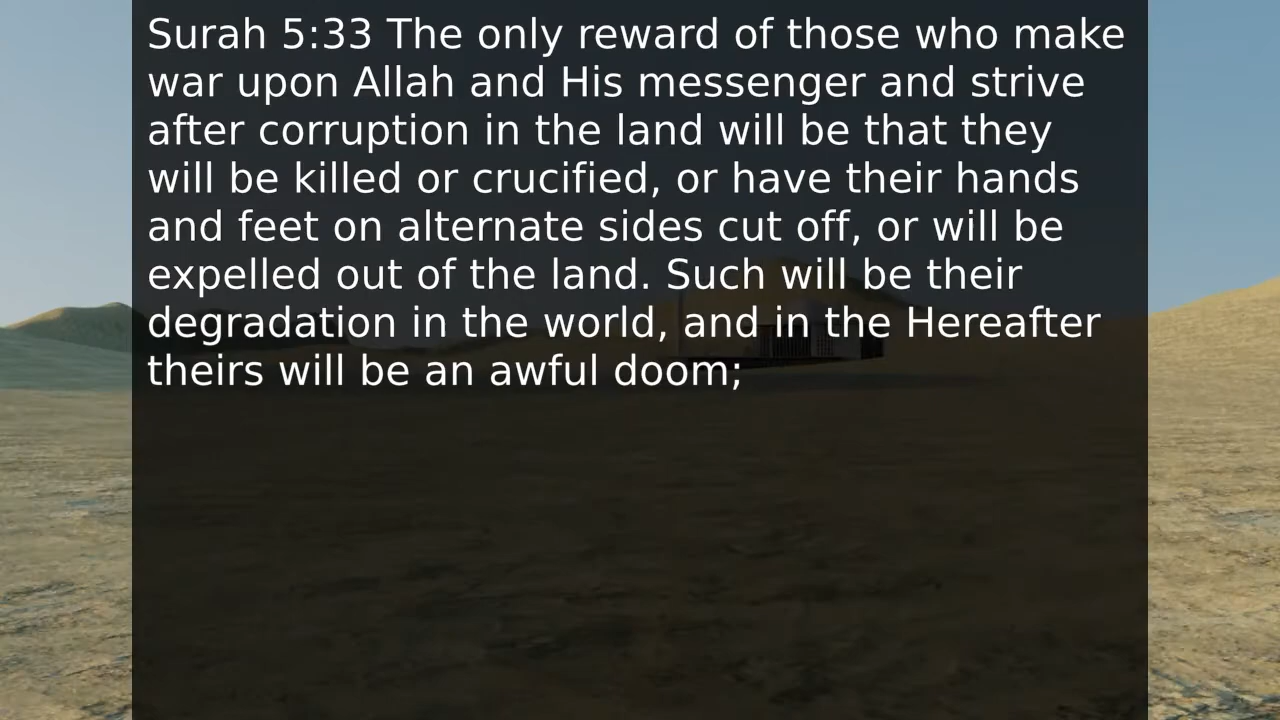 Surah 5:33 The only reward of those who make
war upon Allah and His messenger and strive
after corruption in the land will be that they
will be killed or crucified, or have their hands
and feet on alternate sides cut off, or will be
expelled out of the land. Such will be their
degradation in the world, and in the Hereafter
theirs will be an awful doom;